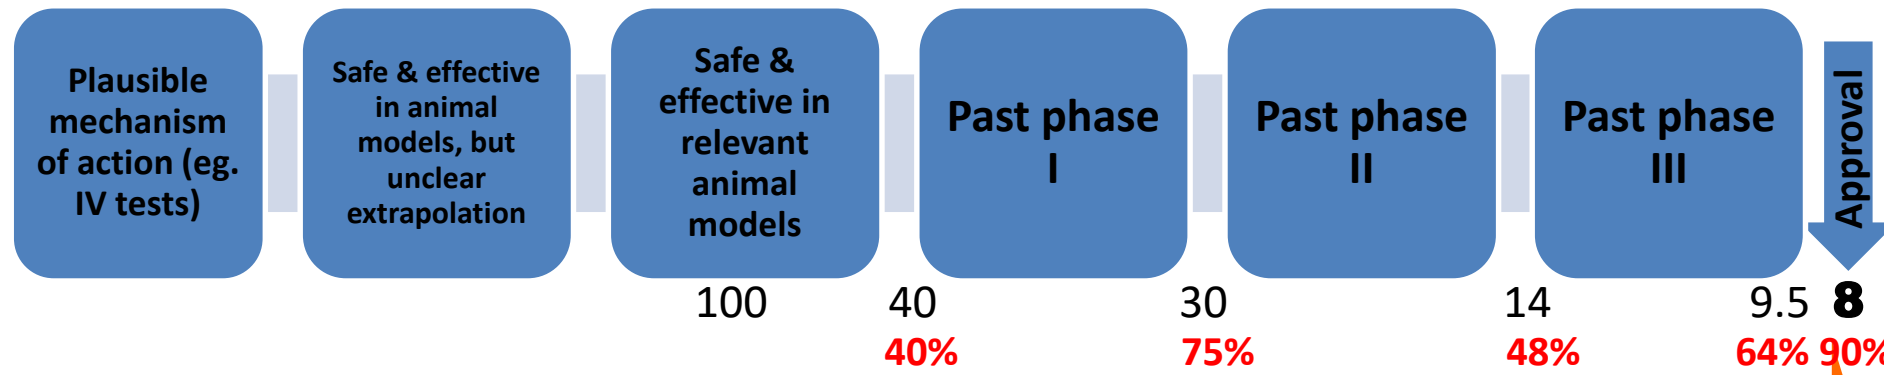 Plausible
mechanism
of action (eg.
IV tests)
Safe & effective
in animal
models, but
unclear
extrapolation
Safe &
effective in
relevant
animal
models
Past phase
I
Past phase
II
Past phase
III
Approval
100 40 30 14 9.5 8
40% 75% 48% 64% 90%